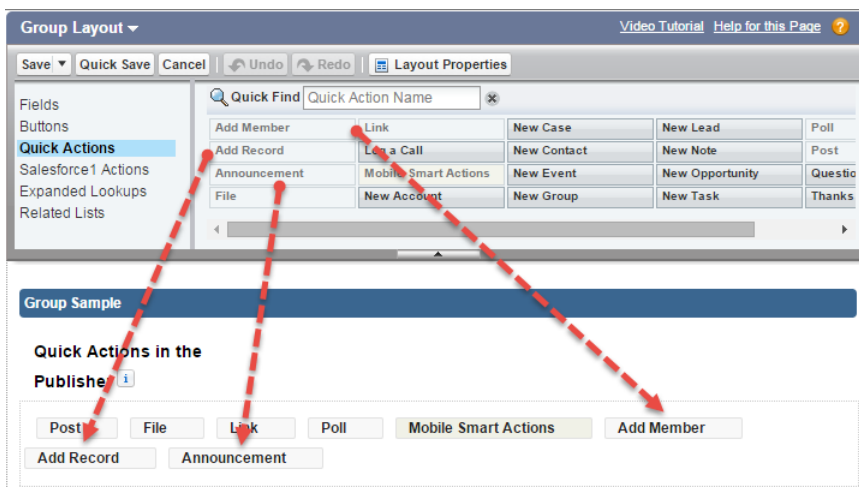 Group Layout
Video Tutorial Help for this Page ?
Save Quick Save Cancel Undo Redo Layout Properties
Fields
Buttons
Quick Actions
Salesforce1 Actions
Expanded Lookups
Related Lists
Quick Find Quick Action Name
Add Member Link New Case New Lead Poll
Add Record Log a Call New Contact New Note Post
Announcement Mobile Smart Actions New Event New Opportunity Questio
File New Account New Group New Task Thanks
Group Sample
Quick Actions in the
Publisher i
Post File Link Poll Mobile Smart Actions Add Member
Add Record Announcement